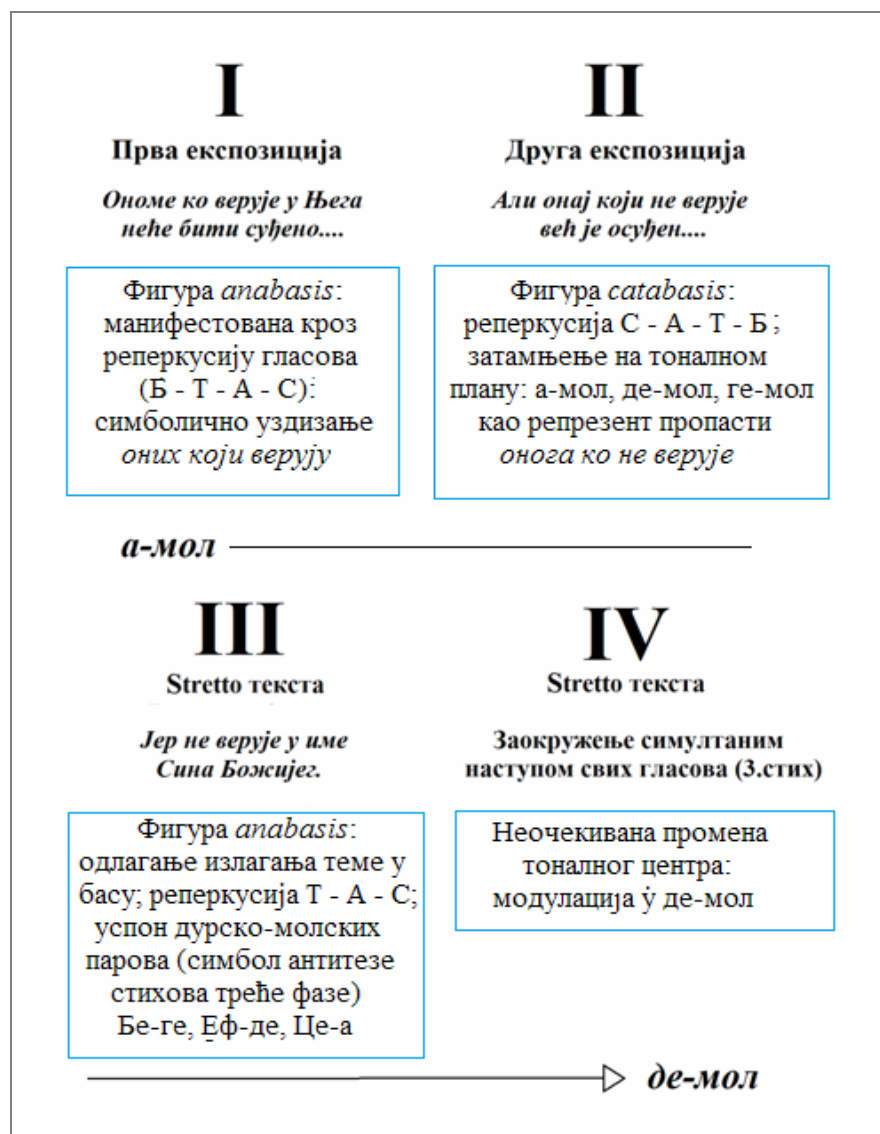 I
Прва експозиција
Ономе ко верује у Њега
неће бити суђено....
Фигура anabasis:
манифестована кроз
реперкусију гласова
(Б - Т - А - С):
симболично уздизање
оних који верују
II
Друга експозиција
Али онај који не верује
већ је осуђен....
Фигура catabasis:
реперкусија С - А - Т - Б ;
затамњење на тоналном
плану: а-мол, де-мол, ге-мол
као репрезент пропасти
онога ко не верује
а-мол
III
Stretto текста
Јер не верује у име
Сина Божијег.
Фигура anabasis:
одлагање излагања теме у
басу; реперкусија Т - А - С;
успон дурско-молских
парова (симбол антитезе
стихова треће фазе)
Бе-ге, Еф-де, Це-а
IV
Stretto текста
Заокружење симултаним
наступом свих гласова (3.стих)
Неочекивана промена
тоналног центра:
модулација у де-мол
де-мол